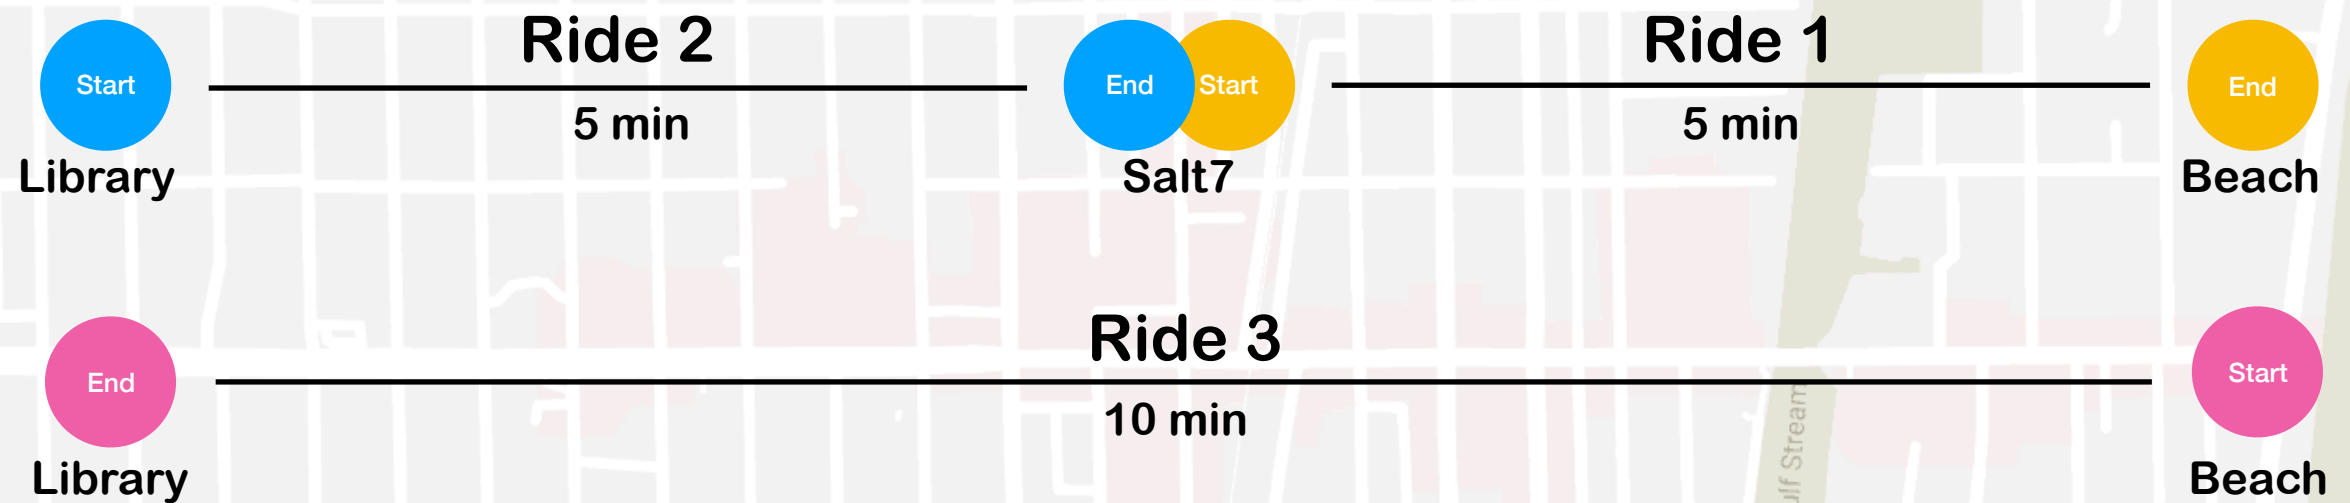 Ride 2
Ride 1
Start
End
Start
End
5 min
5 min
Library
Salt7
Beach
Ride 3
End
Start
10 min
Library
Beach
Stream